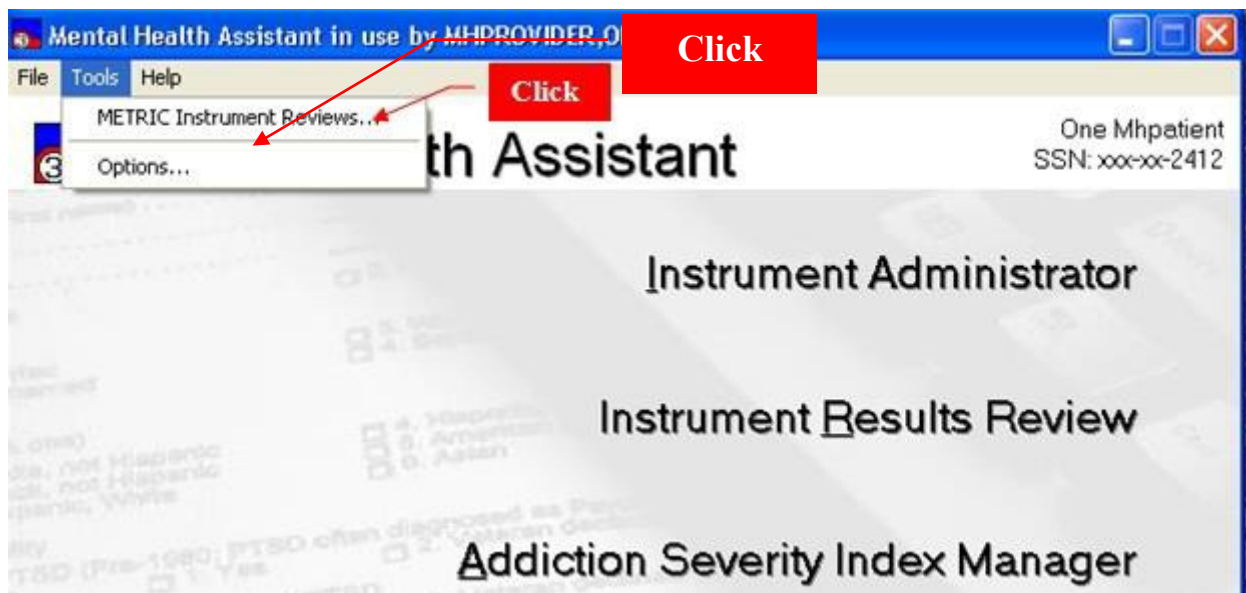 Mental Health Assistant in use by MHPROVIDER,O
Click
File Tools Help
Click
METRIC Instrument Reviews...
Options...
3
th Assistant
One Mhpatient
SSN: xxx-xx-2412
Instrument Administrator
Instrument Results Review
Addiction Severity Index Manager